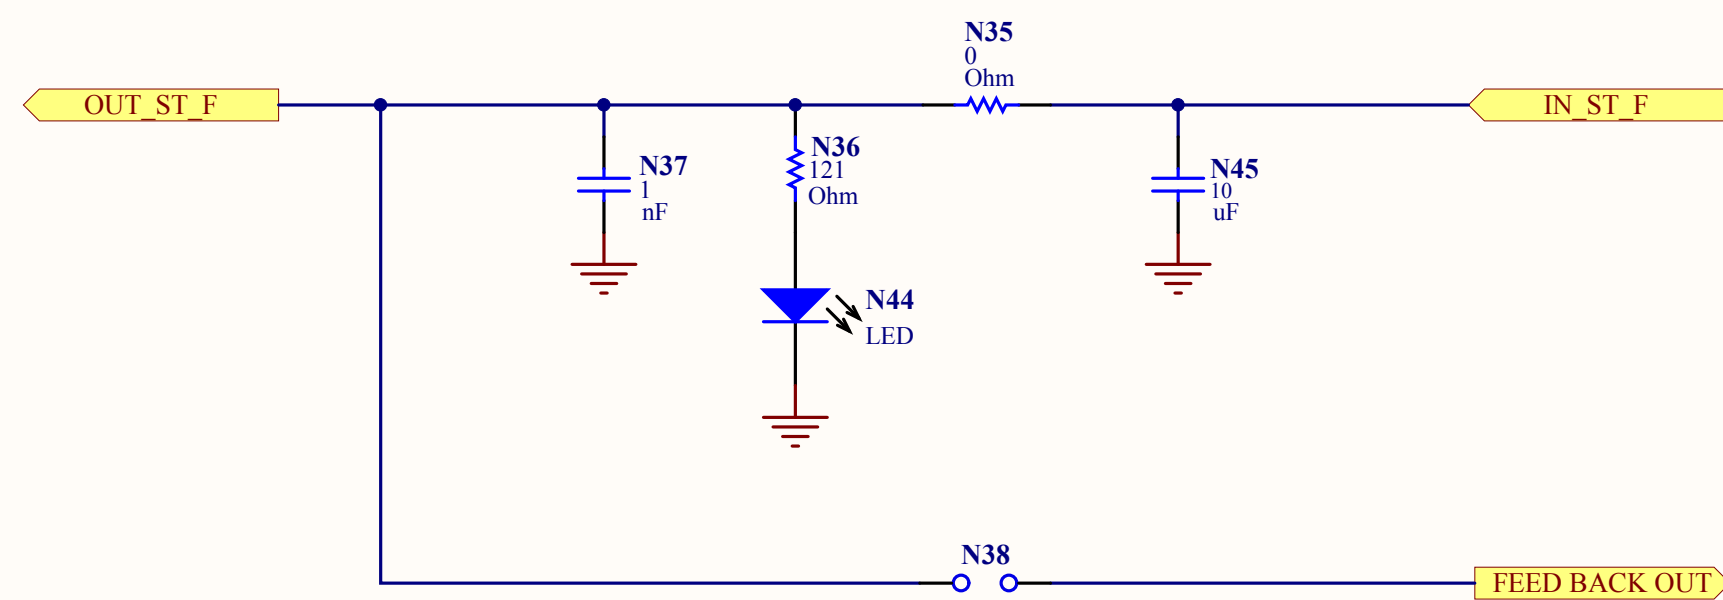 N35
0
Ohm
OUT_ST_F
IN_ST_F
N36
121
Ohm
N37
1
nF
N45
10
uF
N44
LED
N38
FEED BACK OUT